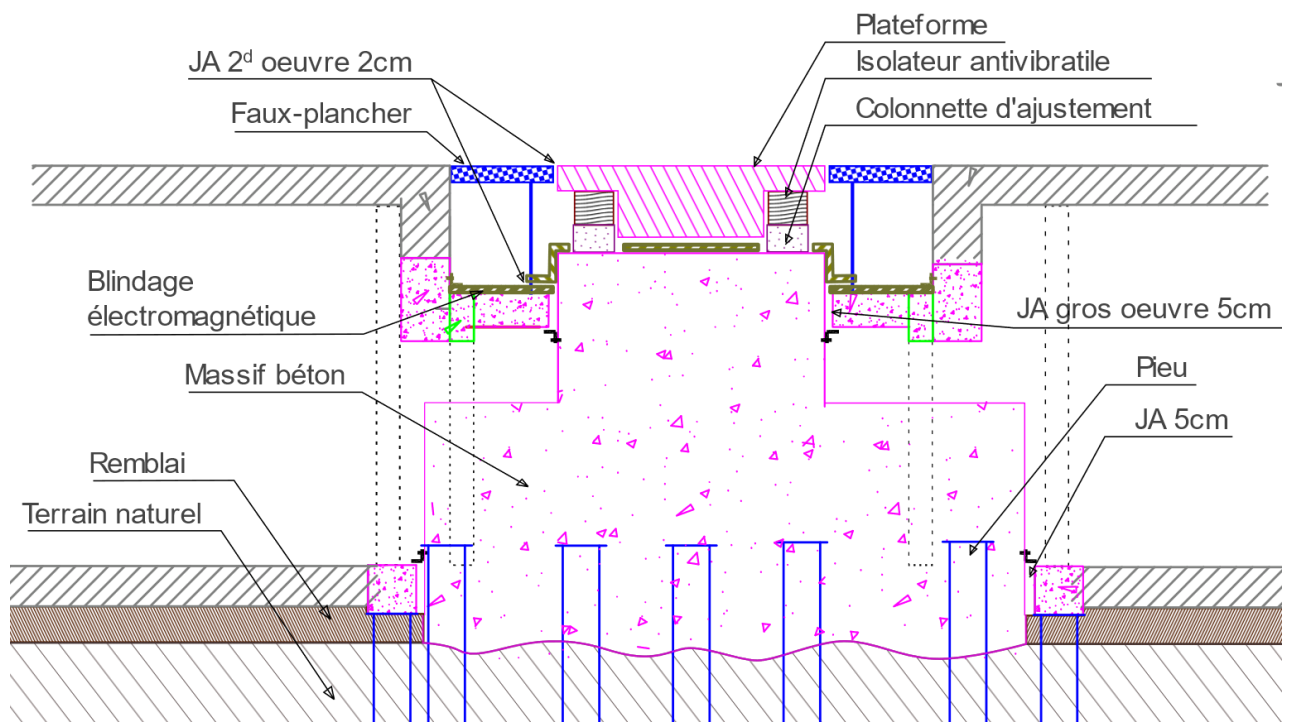 Plateforme
JA 2ᵈ oeuvre 2cm
Isolateur antivibratile
Faux-plancher
Colonnette d'ajustement
Blindage
électromagnétique
JA gros oeuvre 5cm
Massif béton
Pieu
JA 5cm
Remblai
Terrain naturel